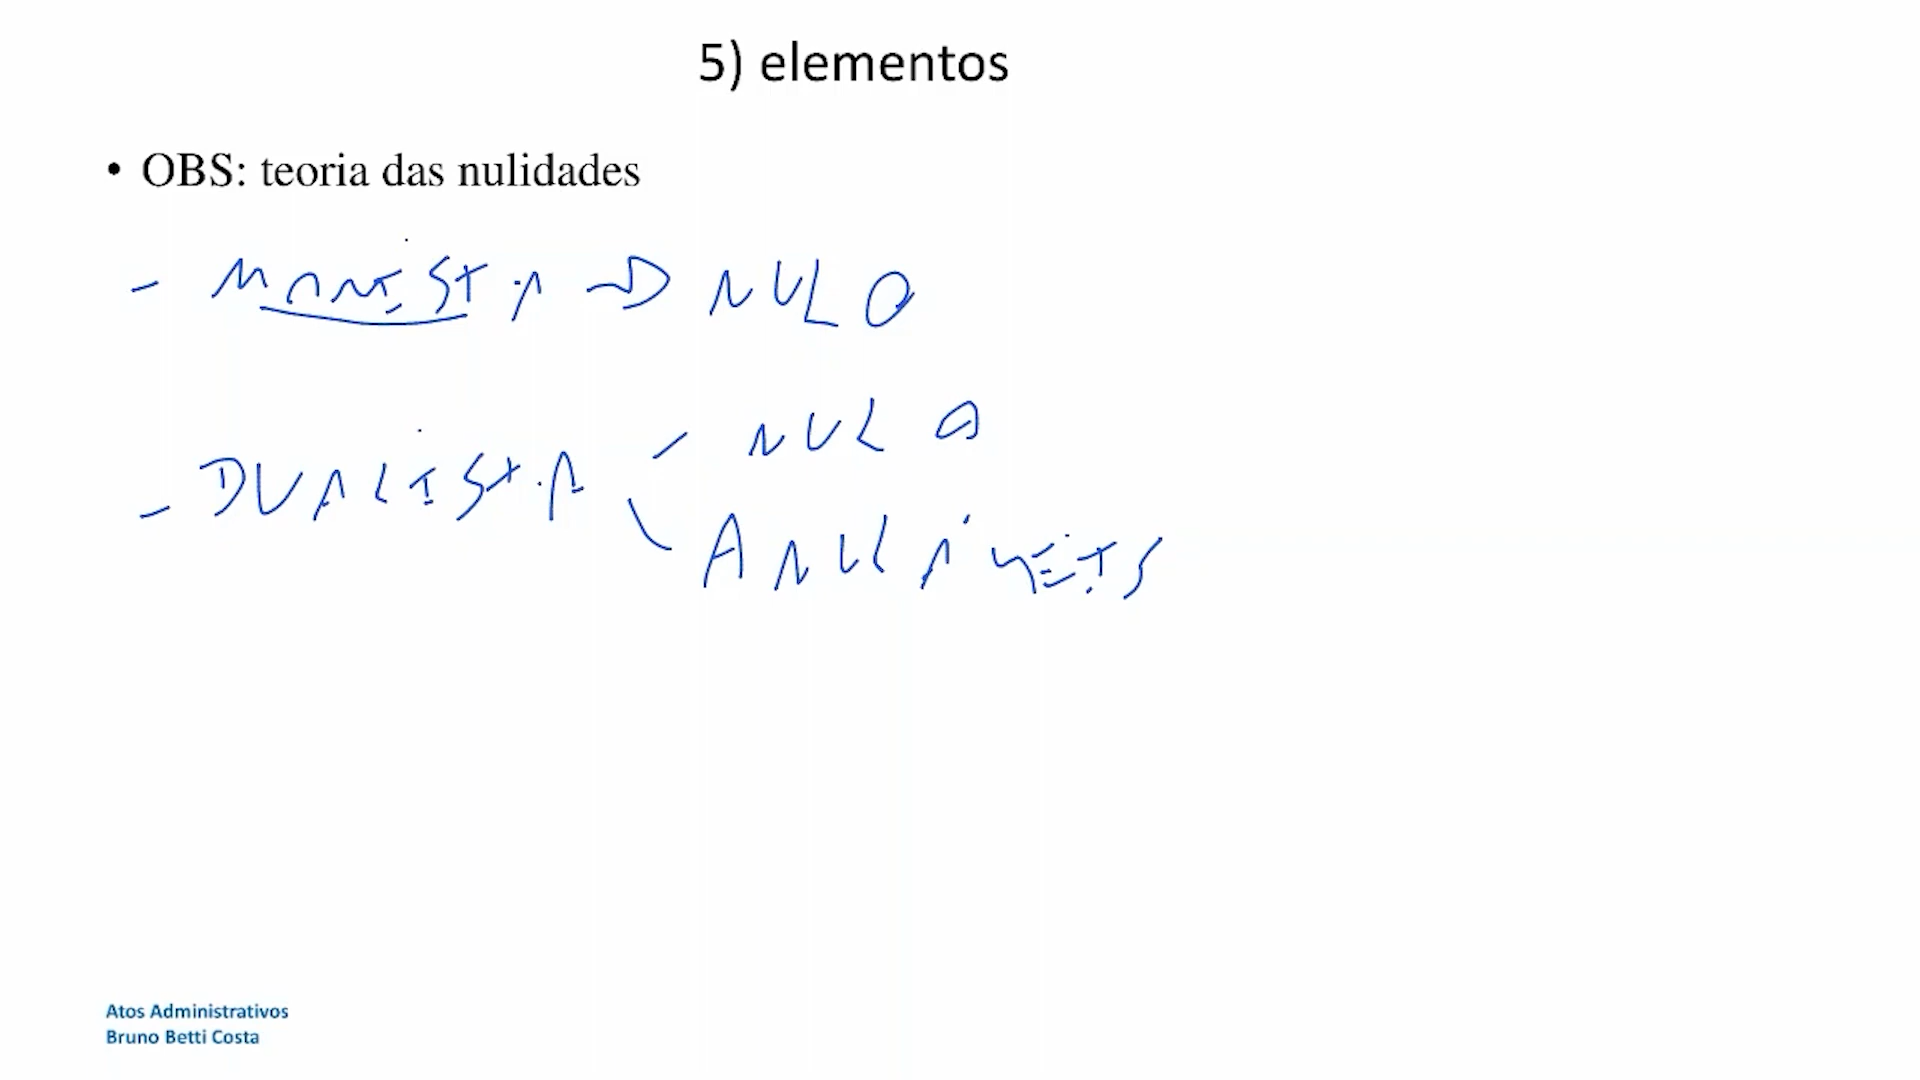 5) elementos
• OBS: teoria das nulidades
- MONISTA → NULO
- NULO
- DUALISTA
- ANULÁVEIS
Atos Administrativos
Bruno Betti Costa